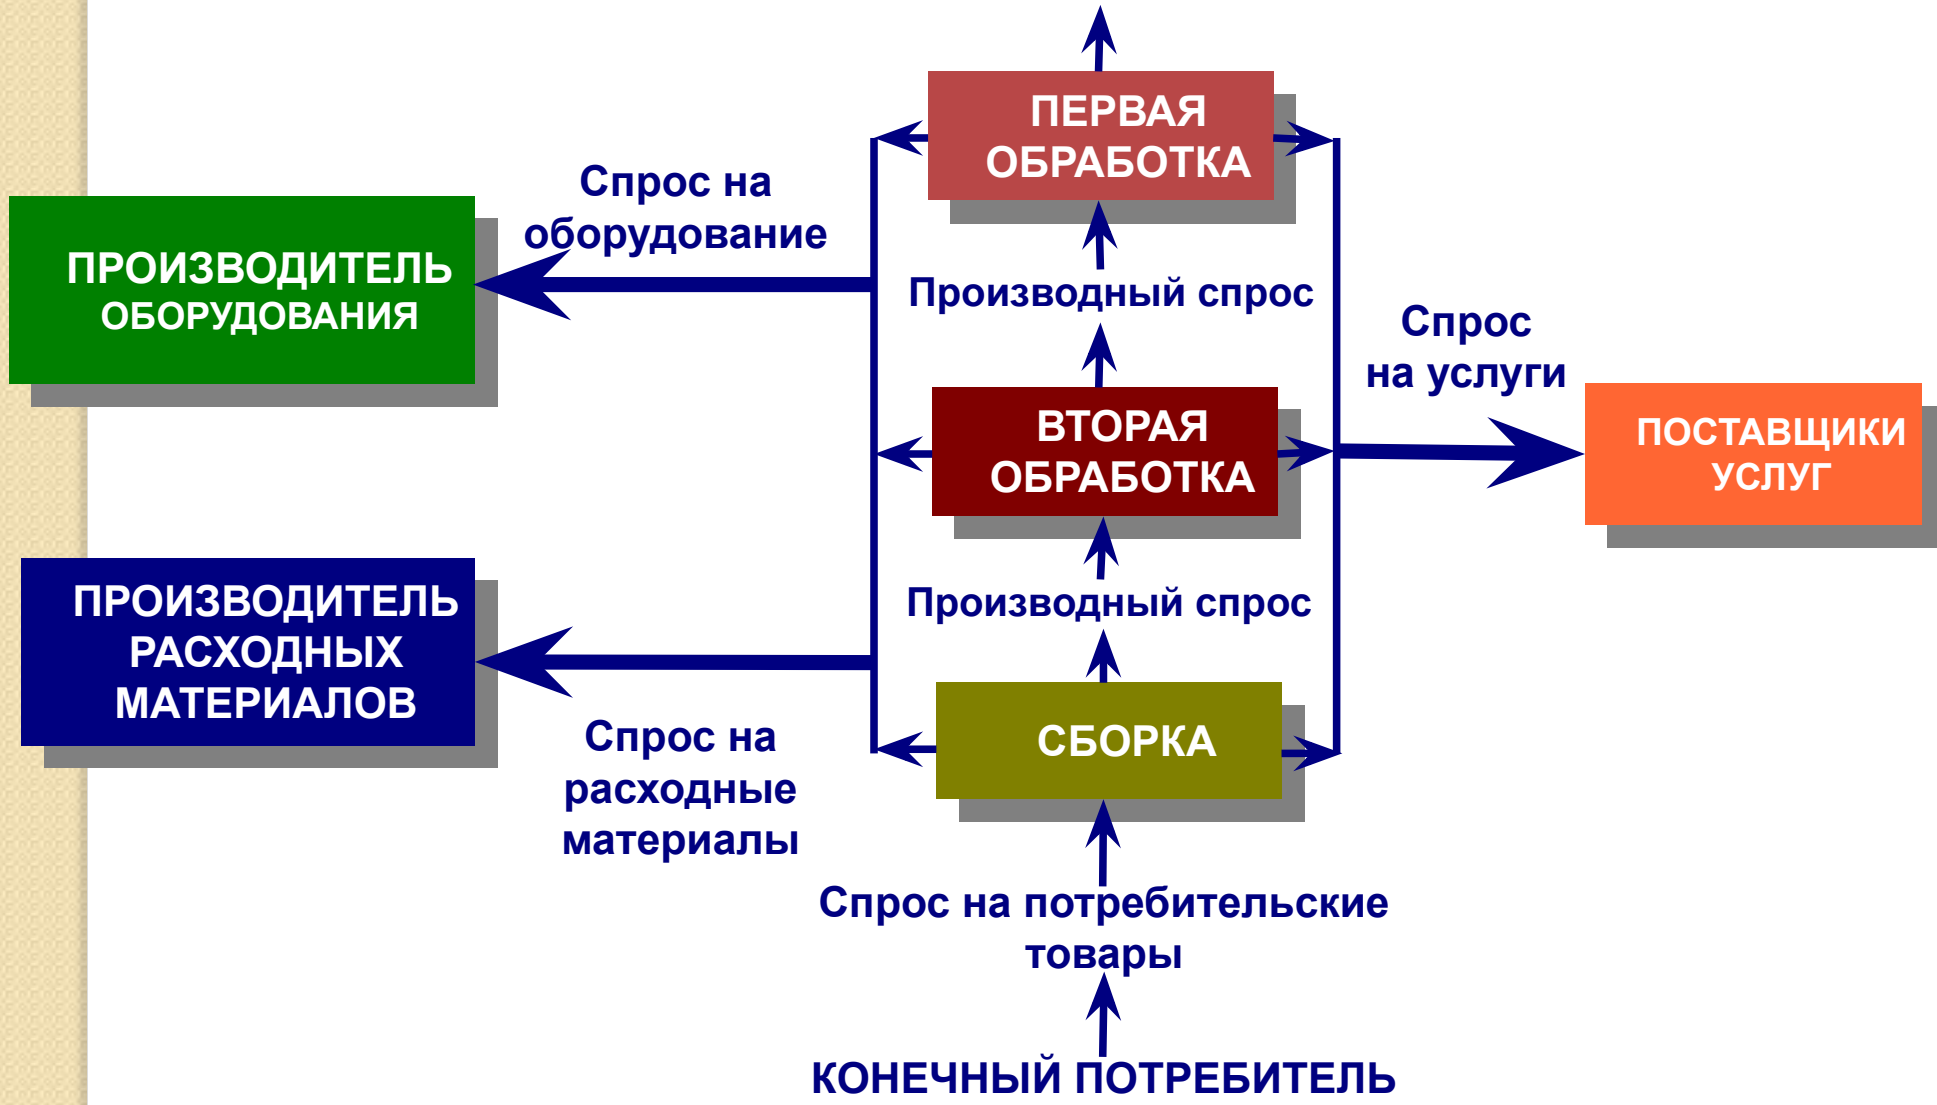 ПЕРВАЯ
ОБРАБОТКА
Спрос на
оборудование
ПРОИЗВОДИТЕЛЬ
ОБОРУДОВАНИЯ
Производный спрос
Спрос
на услуги
ВТОРАЯ
ОБРАБОТКА
ПОСТАВЩИКИ
УСЛУГ
ПРОИЗВОДИТЕЛЬ
РАСХОДНЫХ
МАТЕРИАЛОВ
Производный спрос
СБОРКА
Спрос на
расходные
материалы
Спрос на потребительские
товары
КОНЕЧНЫЙ ПОТРЕБИТЕЛЬ